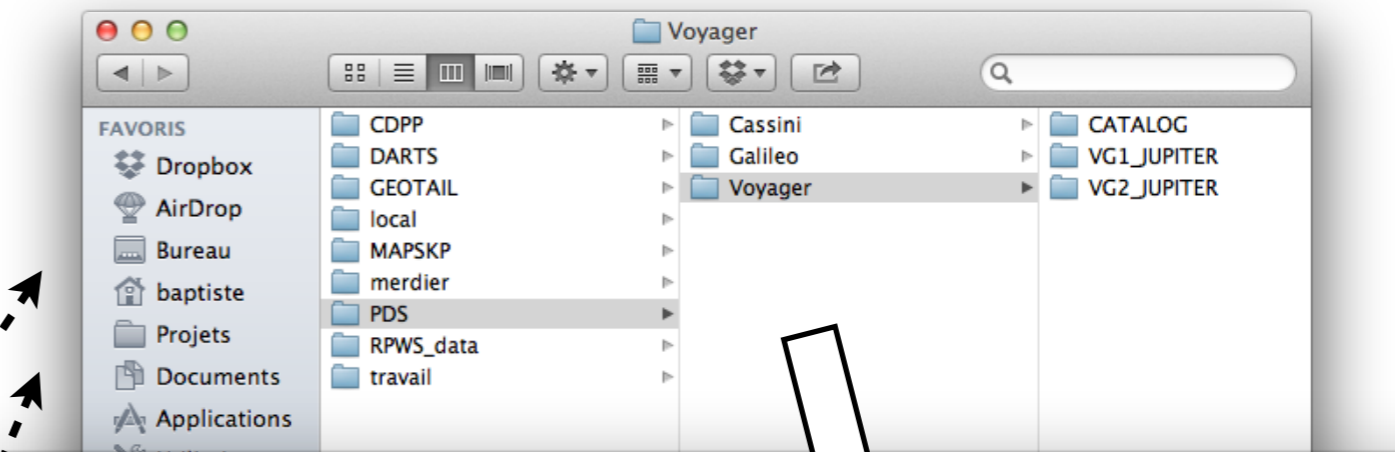 Voyager
FAVORIS
Dropbox
AirDrop
Bureau
baptiste
Projets
Documents
Applications
CDPP
DARTS
GEOTAIL
local
MAPSKP
merdier
PDS
RPWS_data
travail
Cassini
Galileo
Voyager
CATALOG
VG1_JUPITER
VG2_JUPITER